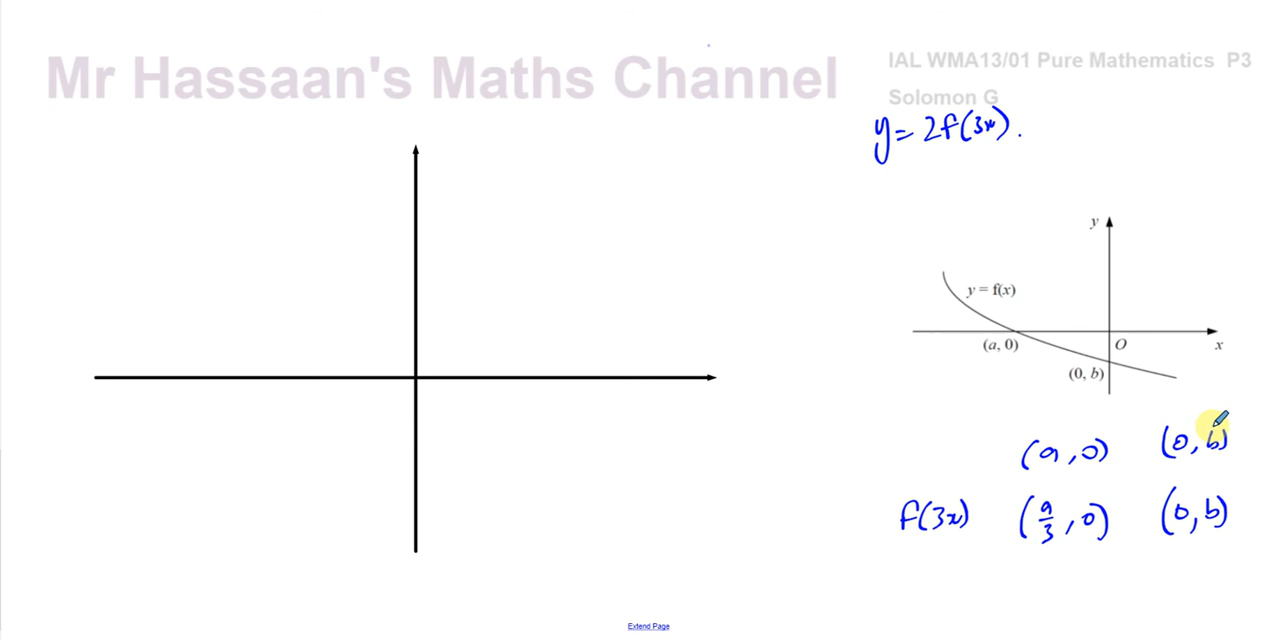 Mr Hassaan's Maths Channel
IAL WMA13/01 Pure Mathematics P3
Solomon G
y = 2f(3x).
y
y = f(x)
(a, 0)
O
x
(0, b)
(a, 0) (0, b)
f(3x) (a/3, 0) (0, b)
Extend Page